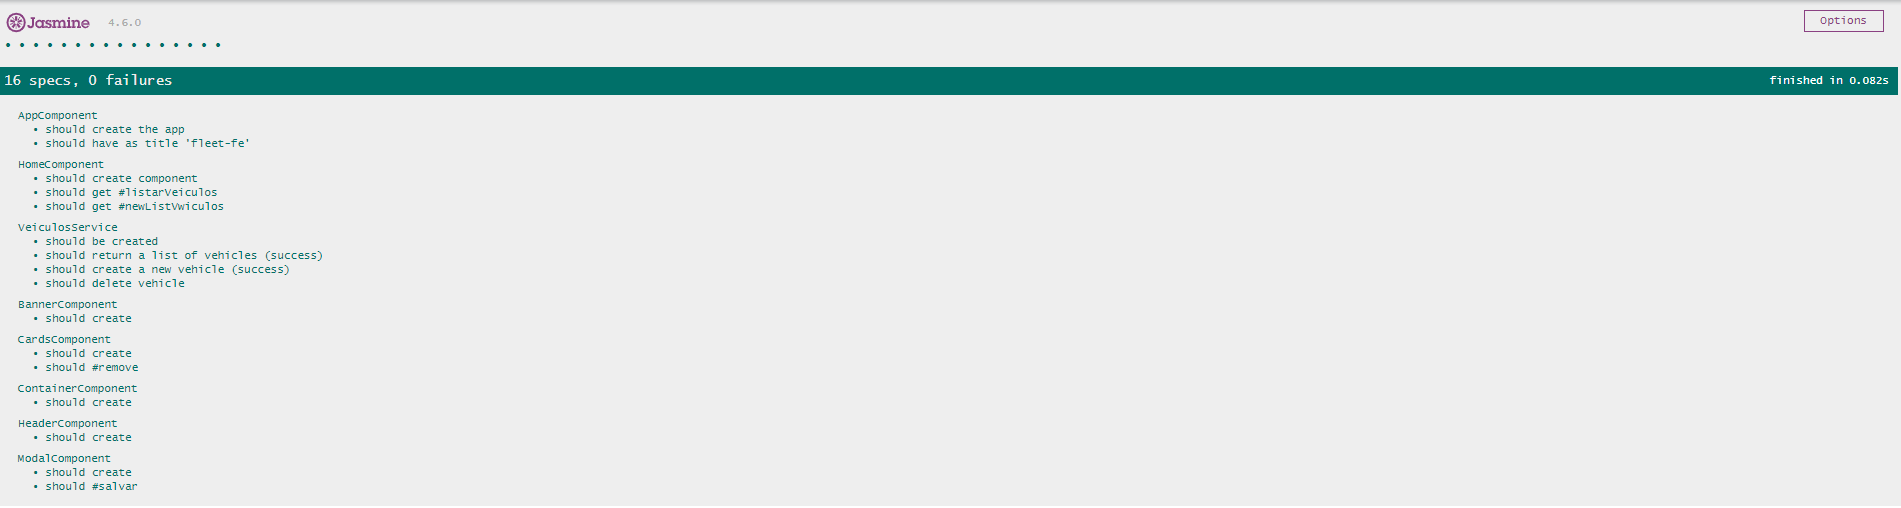 Jasmine 4.6.0
Options
16 specs, 0 failures
finished in 0.082s
AppComponent
• should create the app
• should have as title 'fleet-fe'
HomeComponent
• should create component
• should get #listarVeiculos
• should get #newListVwiculos
VeiculosService
• should be created
• should return a list of vehicles (success)
• should create a new vehicle (success)
• should delete vehicle
BannerComponent
• should create
CardsComponent
• should create
• should #remove
ContainerComponent
• should create
HeaderComponent
• should create
ModalComponent
• should create
• should #salvar